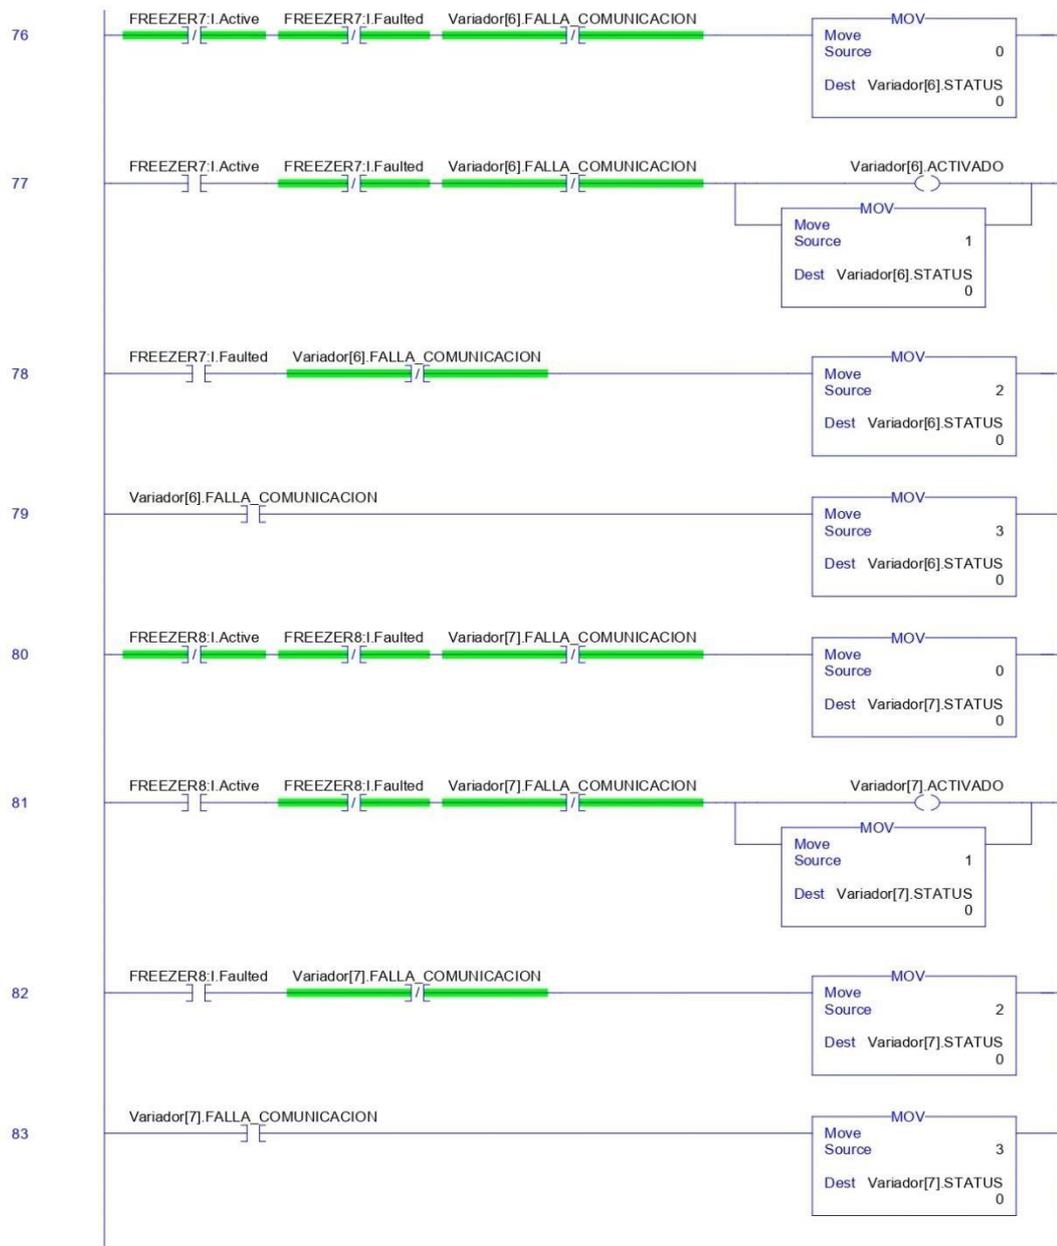 FREEZER7:I.Active FREEZER7:I.Faulted Variador[6].FALLA_COMUNICACION MOV
76 Move
Source 0
Dest Variador[6].STATUS
0
FREEZER7:I.Active FREEZER7:I.Faulted Variador[6].FALLA_COMUNICACION Variador[6].ACTIVADO
77
MOV
Move
Source 1
Dest Variador[6].STATUS
0
FREEZER7:I.Faulted Variador[6].FALLA_COMUNICACION MOV
78 Move
Source 2
Dest Variador[6].STATUS
0
Variador[6].FALLA_COMUNICACION MOV
79 Move
Source 3
Dest Variador[6].STATUS
0
FREEZER8:I.Active FREEZER8:I.Faulted Variador[7].FALLA_COMUNICACION MOV
80 Move
Source 0
Dest Variador[7].STATUS
0
FREEZER8:I.Active FREEZER8:I.Faulted Variador[7].FALLA_COMUNICACION Variador[7].ACTIVADO
81
MOV
Move
Source 1
Dest Variador[7].STATUS
0
FREEZER8:I.Faulted Variador[7].FALLA_COMUNICACION MOV
82 Move
Source 2
Dest Variador[7].STATUS
0
Variador[7].FALLA_COMUNICACION MOV
83 Move
Source 3
Dest Variador[7].STATUS
0